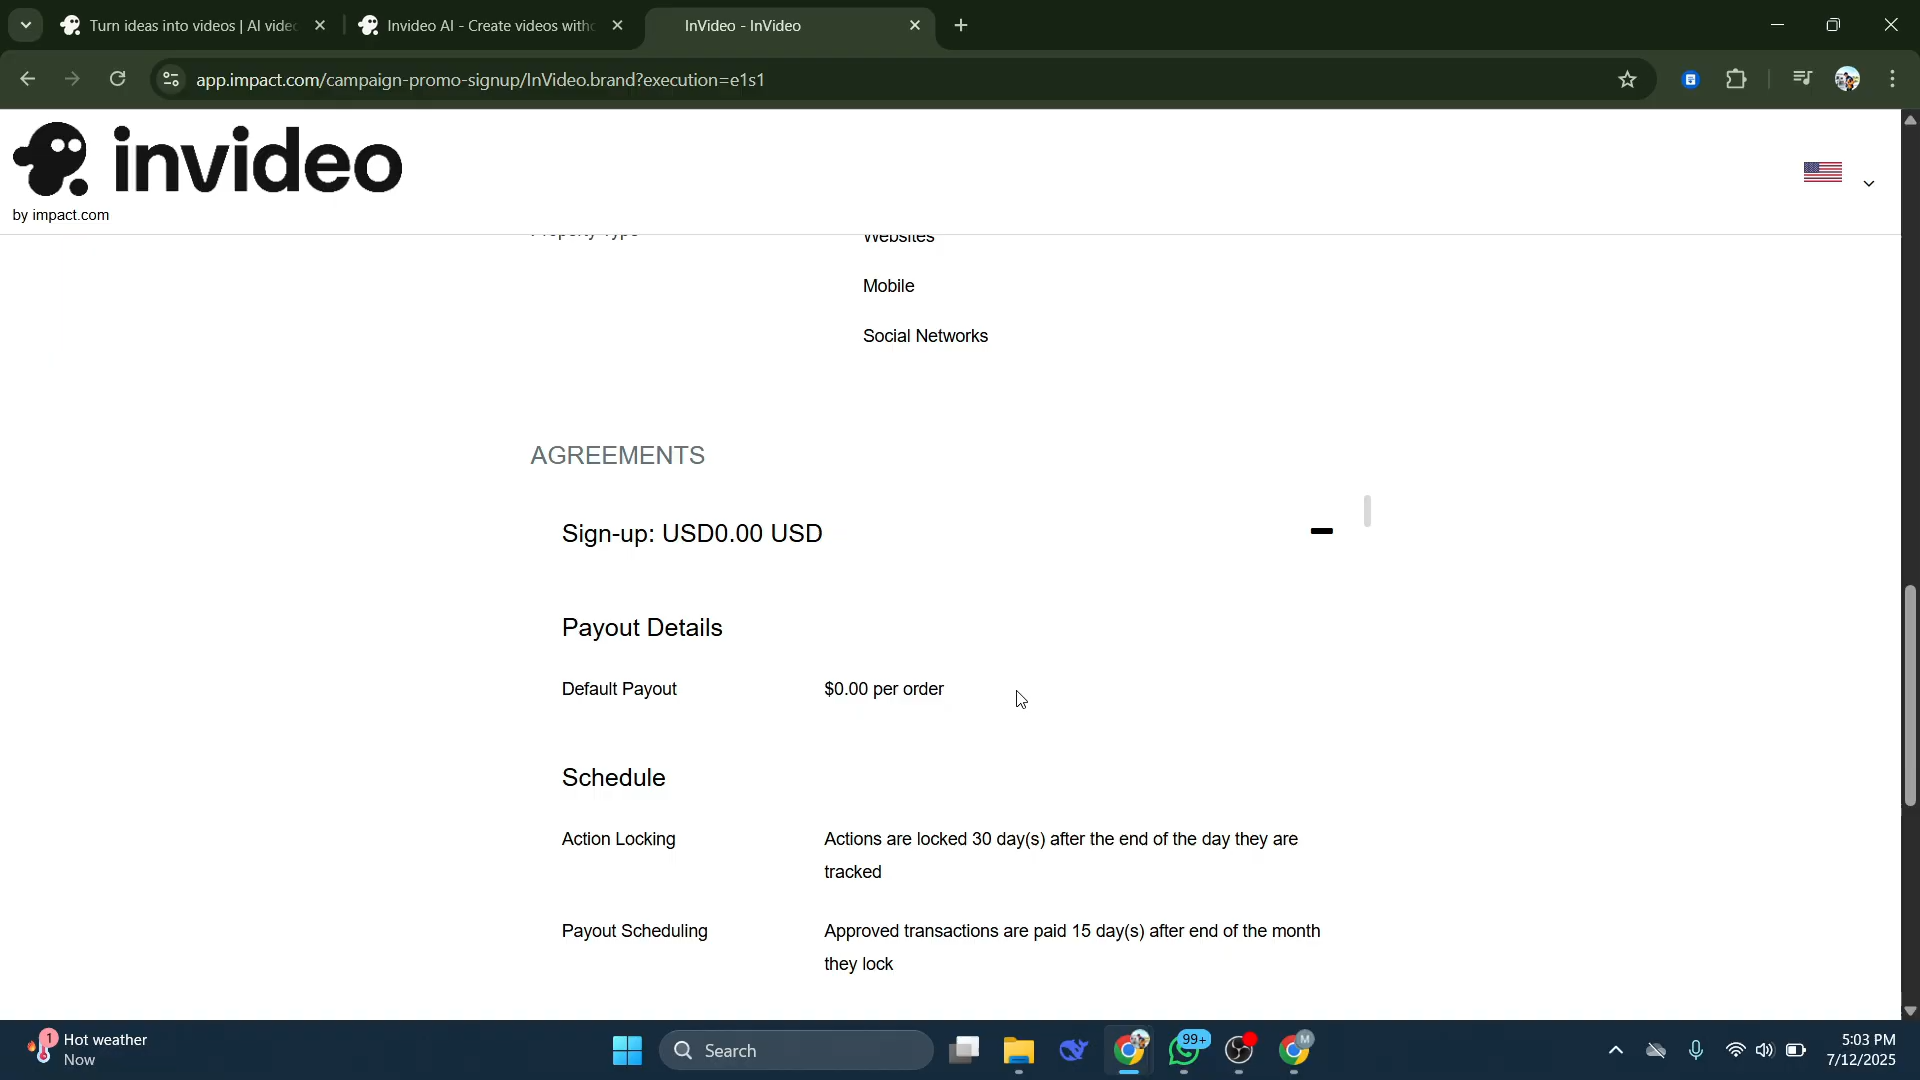 Turn ideas into videos | AI vide
Invideo AI - Create videos with
InVideo - InVideo
app.impact.com/campaign-promo-signup/InVideo.brand?execution=e1s1
invideo
by impact.com
Property Type
Websites
Mobile
Social Networks
AGREEMENTS
Sign-up: USD0.00 USD
Payout Details
Default Payout $0.00 per order
Schedule
Action Locking Actions are locked 30 day(s) after the end of the day they are
tracked
Payout Scheduling Approved transactions are paid 15 day(s) after end of the month
they lock
1
Hot weather
Now
Search
99+
M
5:03 PM
7/12/2025